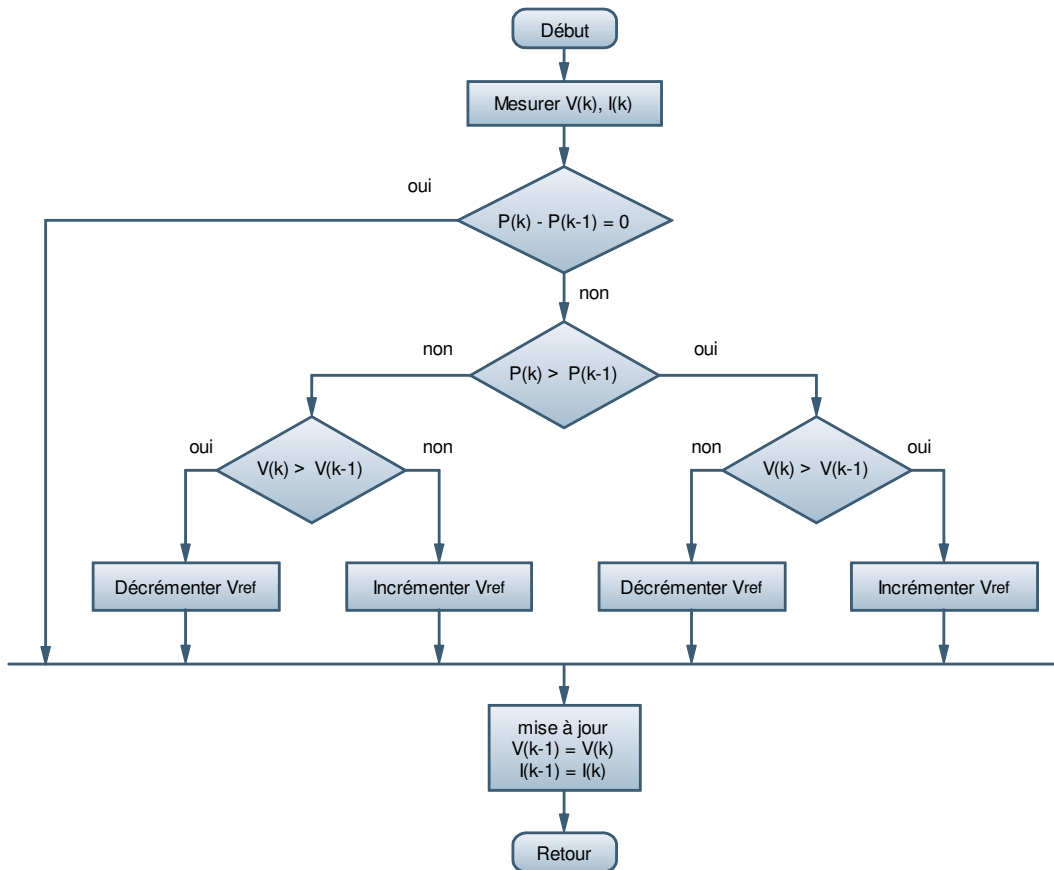 Début
Mesurer V(k), I(k)
oui
P(k) - P(k-1) = 0
non
non
oui
P(k) > P(k-1)
oui
non
non
oui
V(k) > V(k-1)
V(k) > V(k-1)
Décrémenter Vref
Incrémenter Vref
Décrémenter Vref
Incrémenter Vref
mise à jour
V(k-1) = V(k)
I(k-1) = I(k)
Retour